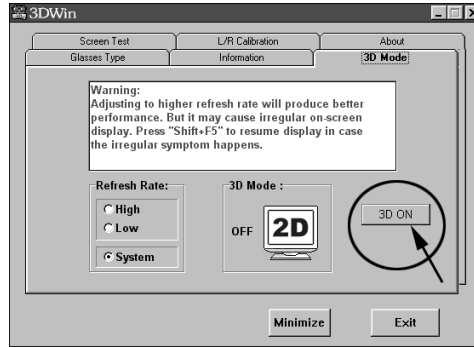 3DWin
Screen Test
L/R Calibration
About
Glasses Type
Information
3D Mode
Warning:
Adjusting to higher refresh rate will produce better
performance. But it may cause irregular on-screen
display. Press "Shift+F5" to resume display in case
the irregular symptom happens.
Refresh Rate:
High
Low
System
3D Mode :
OFF
2D
3D ON
Minimize
Exit